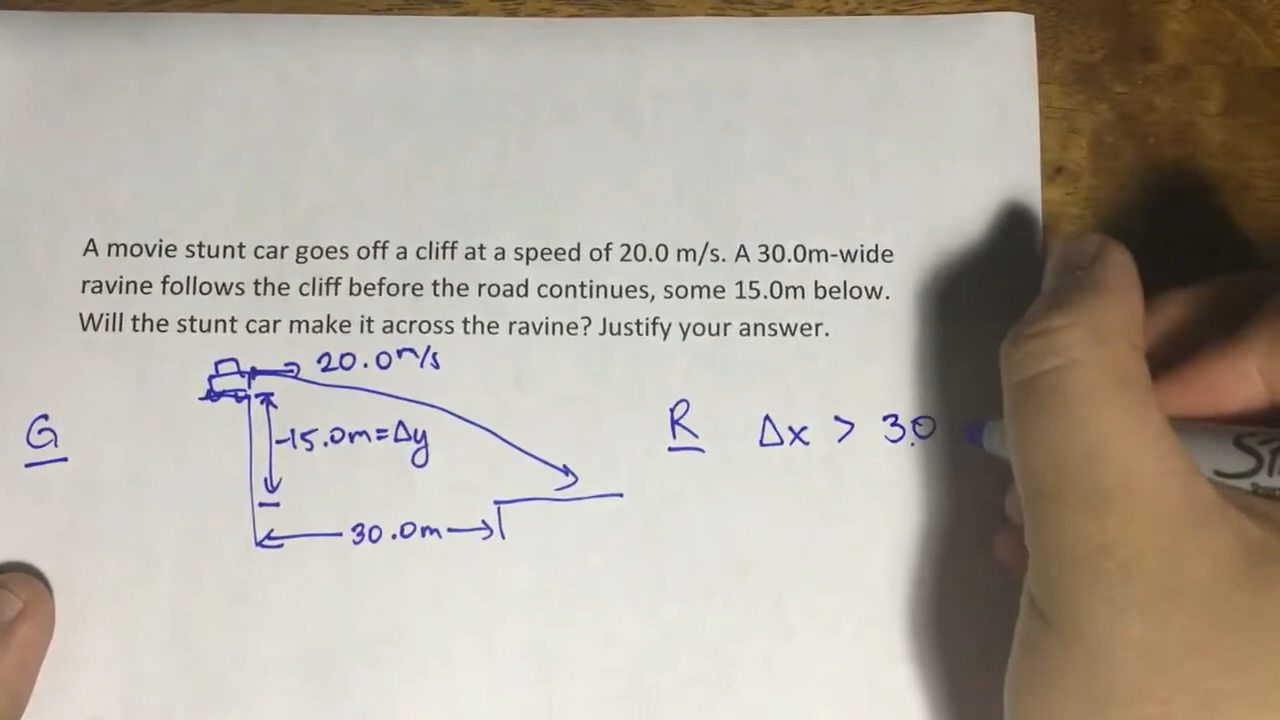 A movie stunt car goes off a cliff at a speed of 20.0 m/s. A 30.0m-wide
ravine follows the cliff before the road continues, some 15.0m below.
Will the stunt car make it across the ravine? Justify your answer.
20.0 m/s
G
-15.0m=Δy
R Δx > 30
30.0m